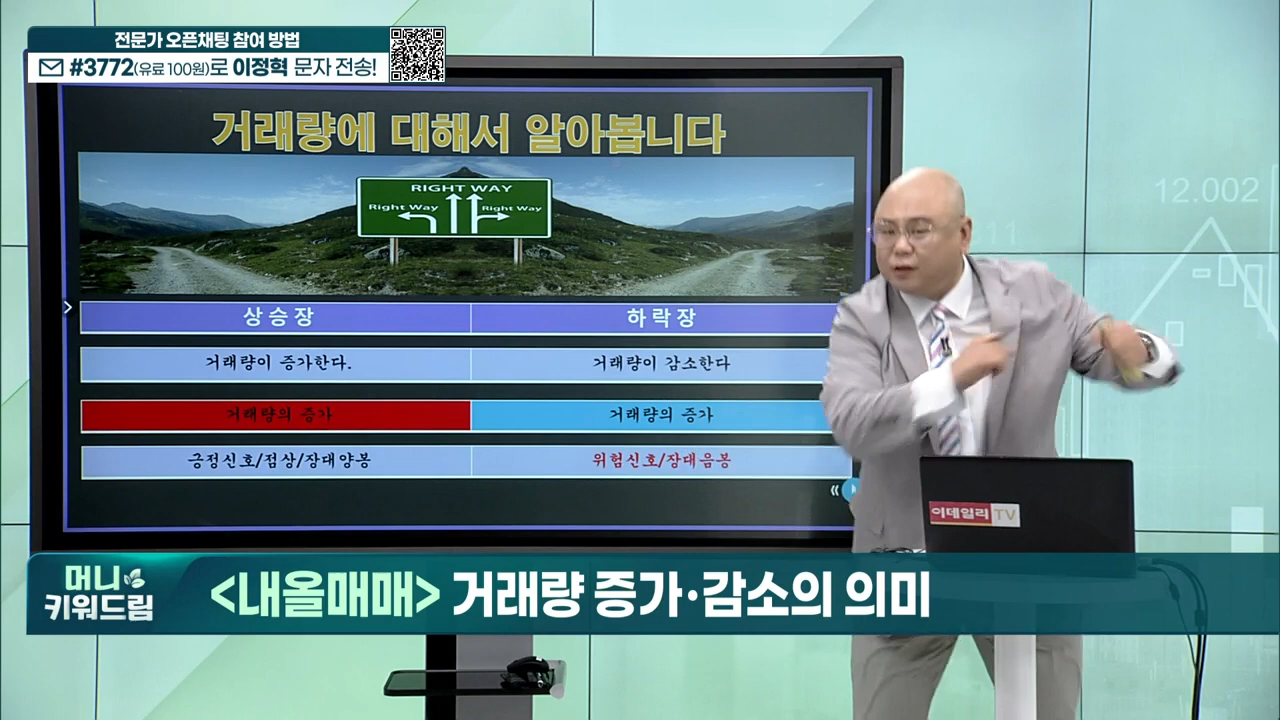 전문가 오픈채팅 참여 방법
#3772(유료 100원)로 이정혁 문자 전송!
거래량에 대해서 알아봅니다
RIGHT WAY
Right Way
Right Way
상승장
하락장
거래량이 증가한다.
거래량이 감소한다
거래량의 증가
거래량의 증가
긍정신호/점상/장대양봉
위험신호/장대음봉
12.002
이데일리TV
머니
키워드림
<내올매매> 거래량 증가·감소의 의미